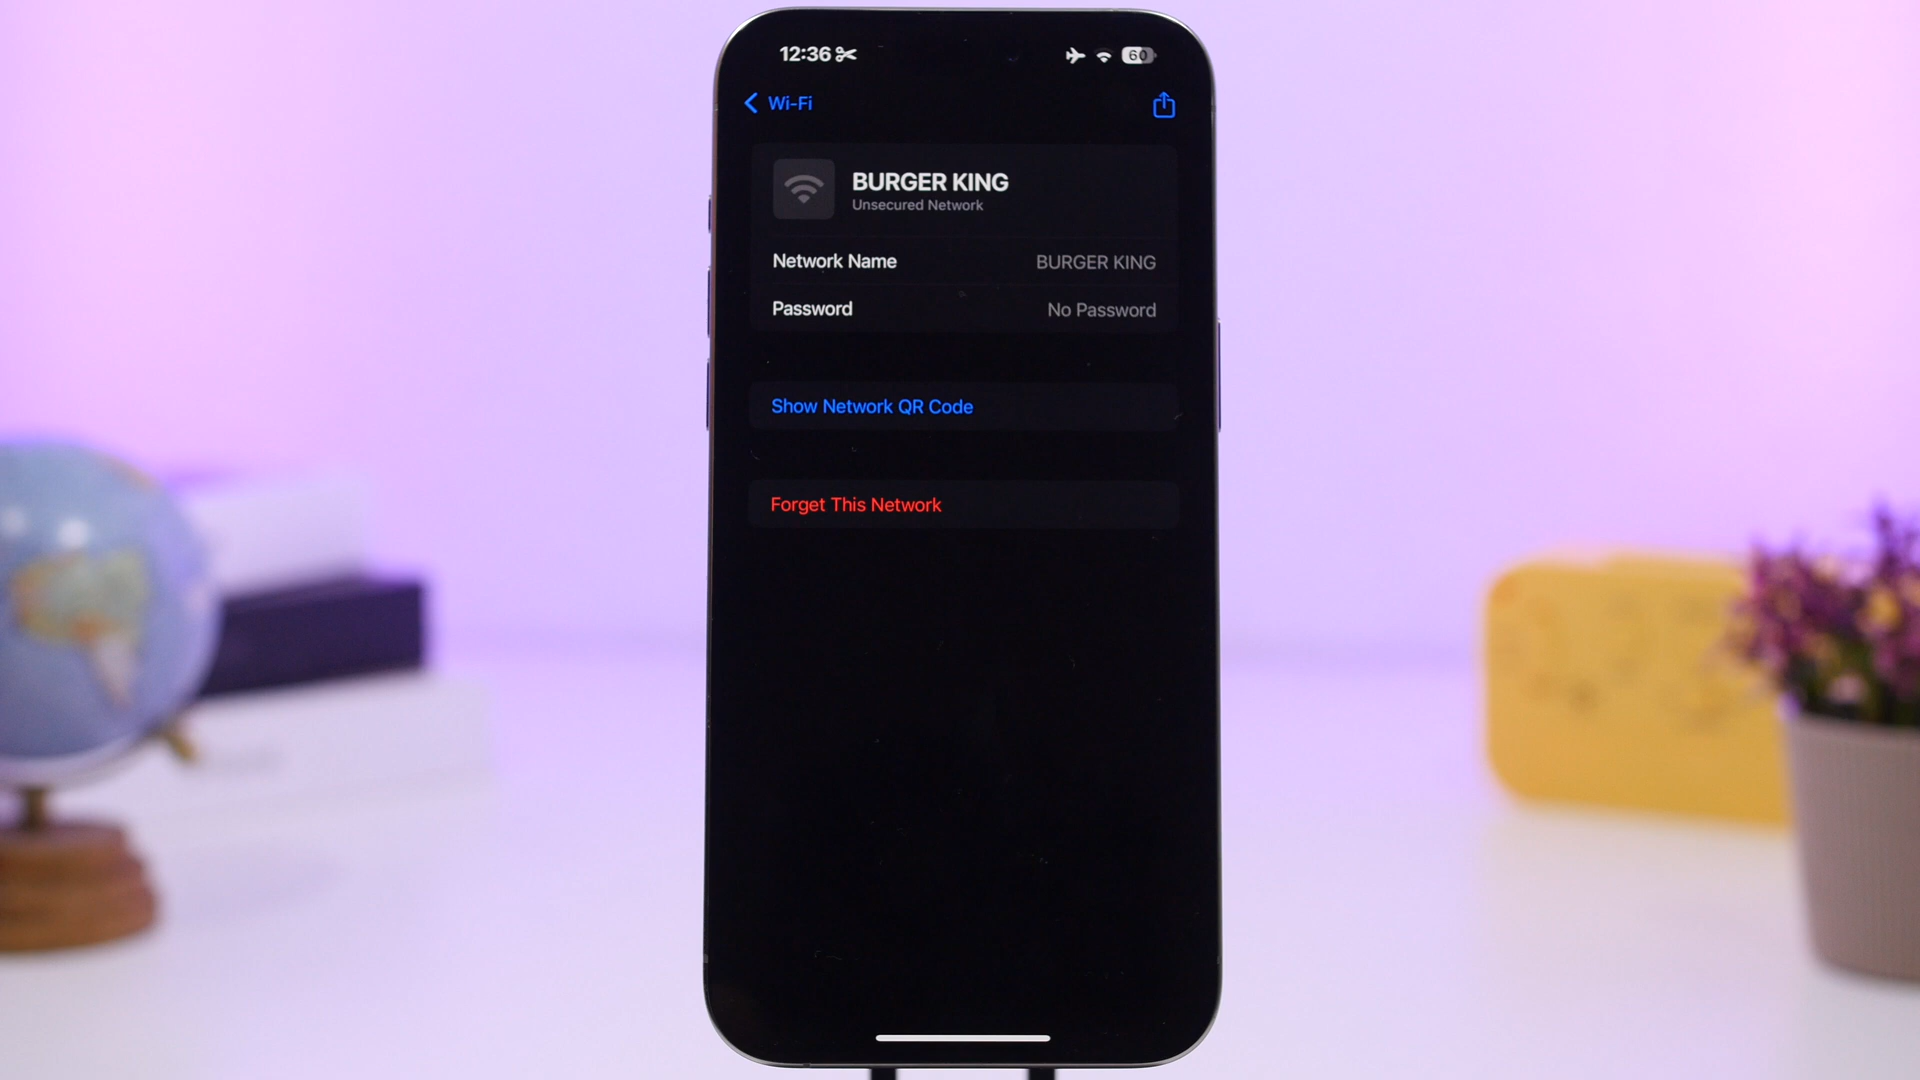 12:36
60
Wi-Fi
BURGER KING
Unsecured Network
Network Name BURGER KING
Password No Password
Show Network QR Code
Forget This Network